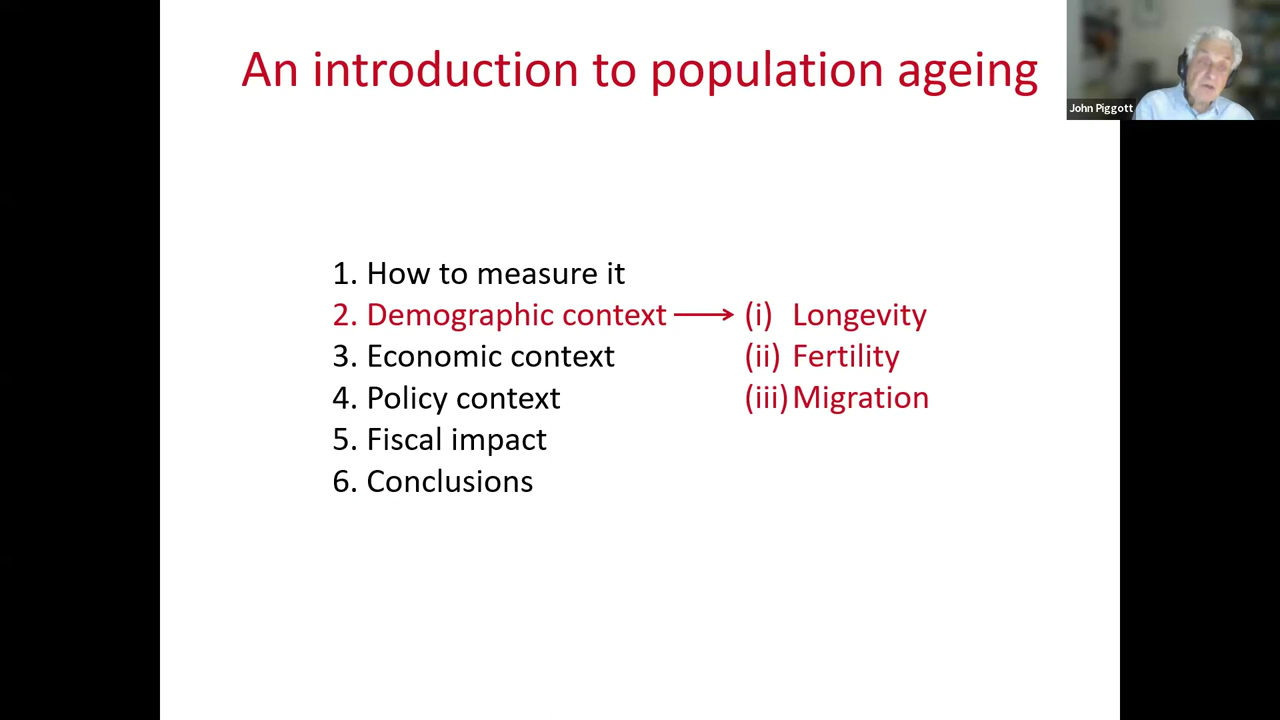 An introduction to population ageing
John Piggott
1. How to measure it
2. Demographic context → (i) Longevity
3. Economic context (ii) Fertility
4. Policy context (iii) Migration
5. Fiscal impact
6. Conclusions